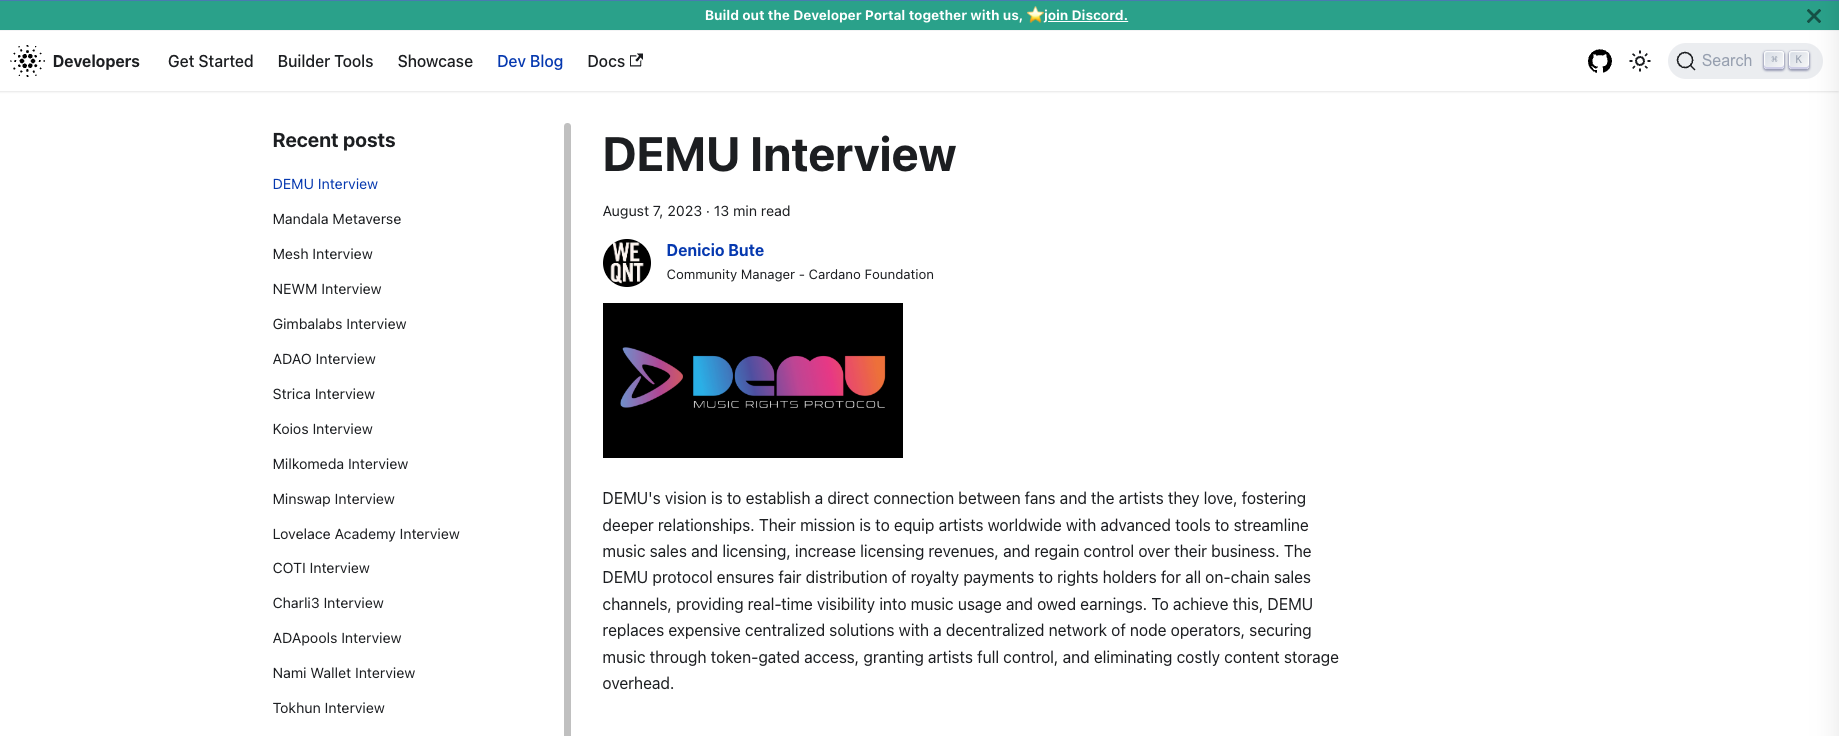 Build out the Developer Portal together with us, ⭐join Discord.
Developers Get Started Builder Tools Showcase Dev Blog Docs Search ⌘ K
Recent posts
DEMU Interview
Mandala Metaverse
Mesh Interview
NEWM Interview
Gimbalabs Interview
ADAO Interview
Strica Interview
Koios Interview
Milkomeda Interview
Minswap Interview
Lovelace Academy Interview
COTI Interview
Charli3 Interview
ADApools Interview
Nami Wallet Interview
Tokhun Interview
DEMU Interview
August 7, 2023 · 13 min read
WE
QNT
Denicio Bute
Community Manager - Cardano Foundation
DEMU
MUSIC RIGHTS PROTOCOL
DEMU's vision is to establish a direct connection between fans and the artists they love, fostering
deeper relationships. Their mission is to equip artists worldwide with advanced tools to streamline
music sales and licensing, increase licensing revenues, and regain control over their business. The
DEMU protocol ensures fair distribution of royalty payments to rights holders for all on-chain sales
channels, providing real-time visibility into music usage and owed earnings. To achieve this, DEMU
replaces expensive centralized solutions with a decentralized network of node operators, securing
music through token-gated access, granting artists full control, and eliminating costly content storage
overhead.